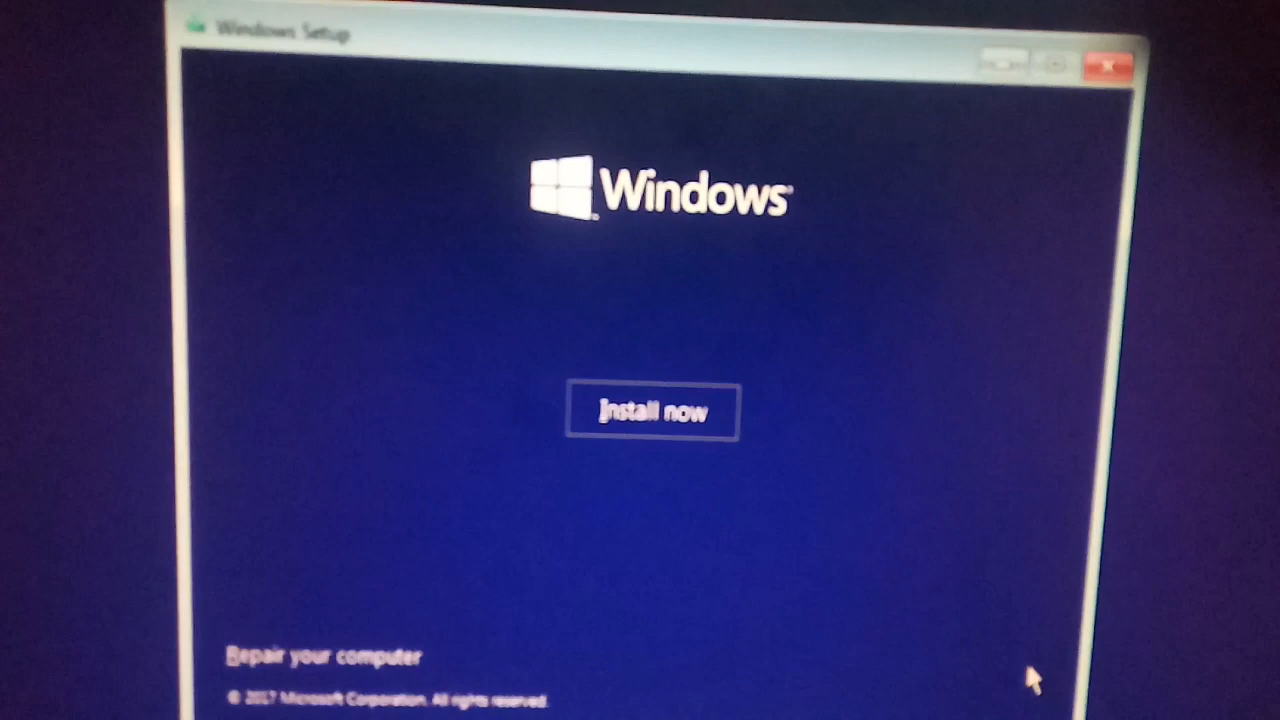 Windows Setup
Windows
Install now
Repair your computer
© 2017 Microsoft Corporation. All rights reserved.